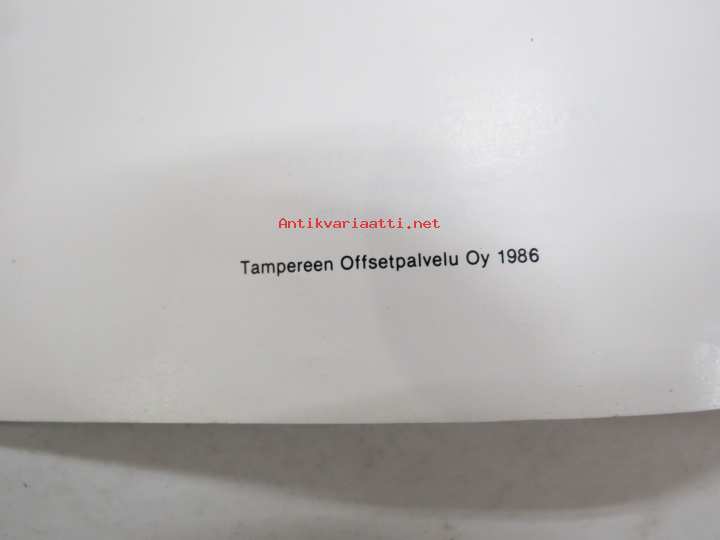 Antikvariaatti.net
Tampereen Offsetpalvelu Oy 1986